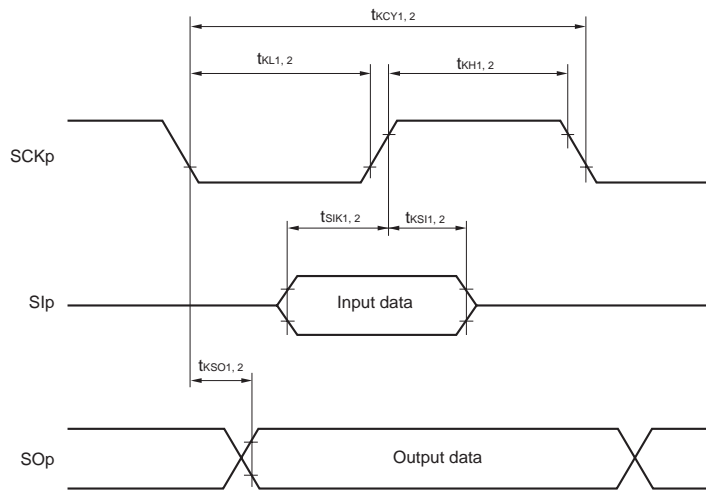 tKCY1, 2
tKL1, 2
tKH1, 2
SCKp
tSIK1, 2
tKSI1, 2
SIp
Input data
tKSO1, 2
SOp
Output data